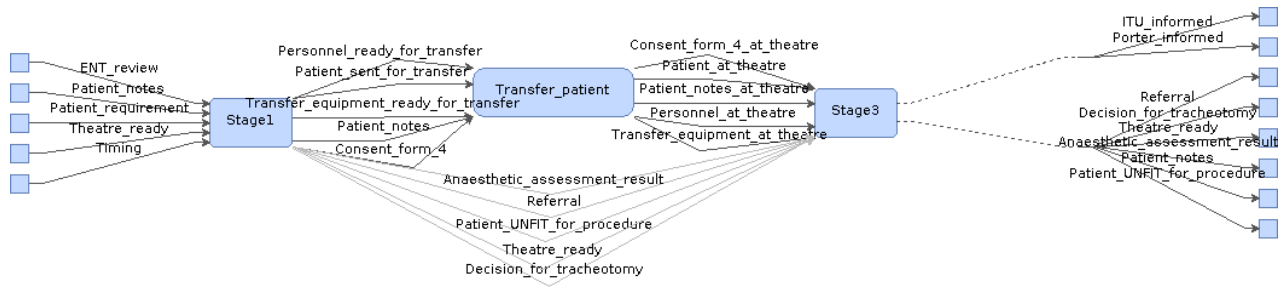 ENT_review
Patient_notes
Patient_requirement
Theatre_ready
Timing
Stage1
Personnel_ready_for_transfer
Patient_sent_for_transfer
Transfer_equipment_ready_for_transfer
Patient_notes
Consent_form_4
Transfer_patient
Anaesthetic_assessment_result
Referral
Patient_UNFIT_for_procedure
Theatre_ready
Decision_for_tracheotomy
Consent_form_4_at_theatre
Patient_at_theatre
Patient_notes_at_theatre
Personnel_at_theatre
Transfer_equipment_at_theatre
Stage3
ITU_informed
Porter_informed
Referral
Decision_for_tracheotomy
Theatre_ready
Anaesthetic_assessment_result
Patient_notes
Patient_UNFIT_for_procedure